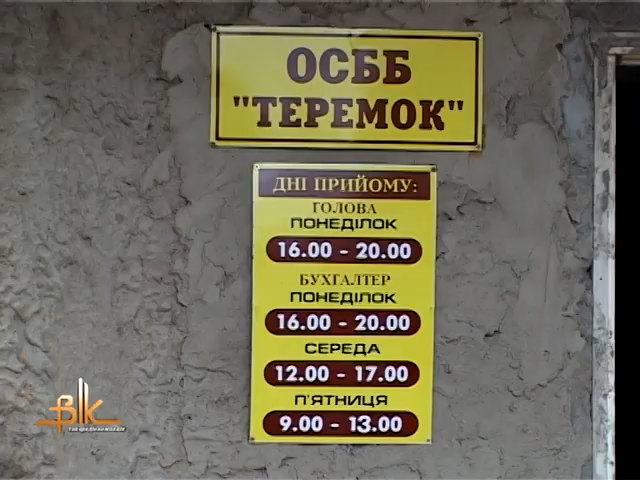 ОСББ
"ТЕРЕМОК"
ДНІ ПРИЙОМУ:
ГОЛОВА
ПОНЕДІЛОК
16.00 - 20.00
БУХГАЛТЕР
ПОНЕДІЛОК
16.00 - 20.00
СЕРЕДА
12.00 - 17.00
П'ЯТНИЦЯ
9.00 - 13.00
ВІК